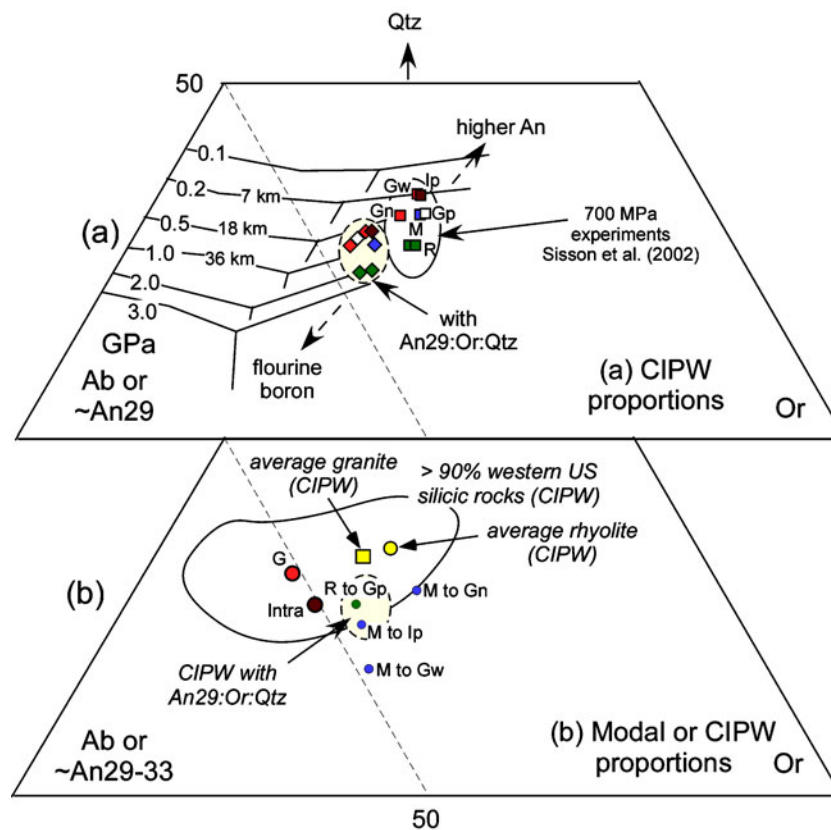 Qtz
50
higher An
0.1
Gw
Ip
0.2
7 km
Gn
Gp
0.5
18 km
M
700 MPa
experiments
Sisson et al. (2002)
(a)
R
1.0
36 km
2.0
3.0
with
An29:Or:Qtz
GPa
flourine
boron
Ab or
~An29
(a) CIPW
proportions
Or
average granite
(CIPW)
> 90% western US
silicic rocks (CIPW)
average rhyolite
(CIPW)
G
(b)
R to Gp
M to Gn
Intra
M to Ip
CIPW with
An29:Or:Qtz
M to Gw
Ab or
~An29-33
(b) Modal or CIPW
proportions
Or
50